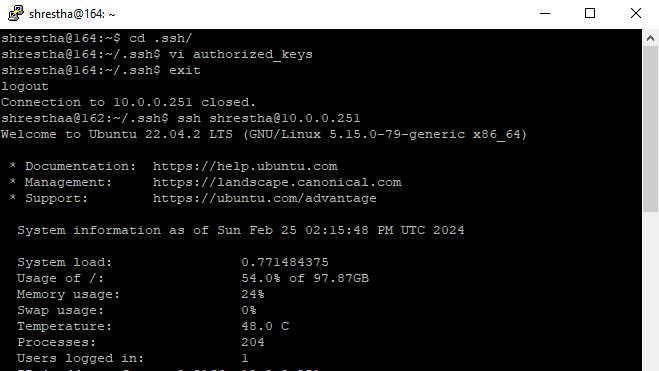 shrestha@164: ~
shrestha@164:~$ cd .ssh/
shrestha@164:~/.ssh$ vi authorized_keys
shrestha@164:~/.ssh$ exit
logout
Connection to 10.0.0.251 closed.
shresthaa@162:~/.ssh$ ssh shrestha@10.0.0.251
Welcome to Ubuntu 22.04.2 LTS (GNU/Linux 5.15.0-79-generic x86_64)
* Documentation:  https://help.ubuntu.com
* Management:     https://landscape.canonical.com
* Support:        https://ubuntu.com/advantage
System information as of Sun Feb 25 02:15:48 PM UTC 2024
System load:                0.771484375
Usage of /:                 54.0% of 97.87GB
Memory usage:               24%
Swap usage:                 0%
Temperature:                48.0 C
Processes:                  204
Users logged in:            1